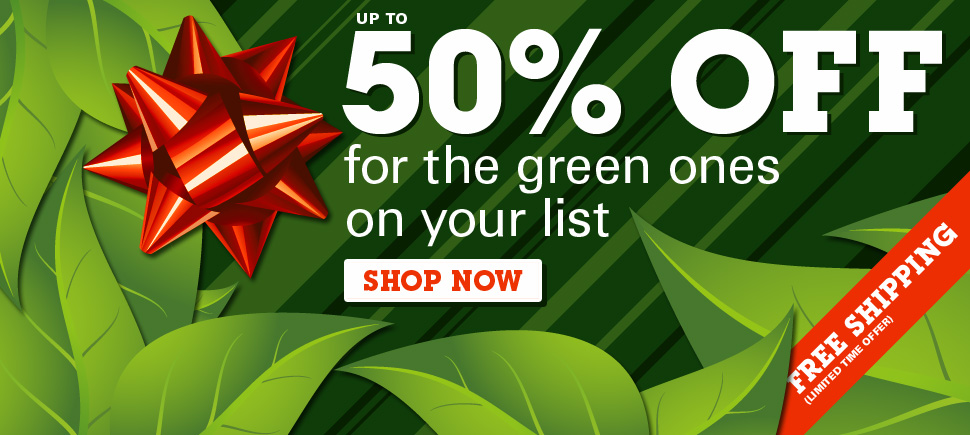 UP TO
50% OFF
for the green ones
on your list
SHOP NOW
FREE SHIPPING
(LIMITED TIME OFFER)